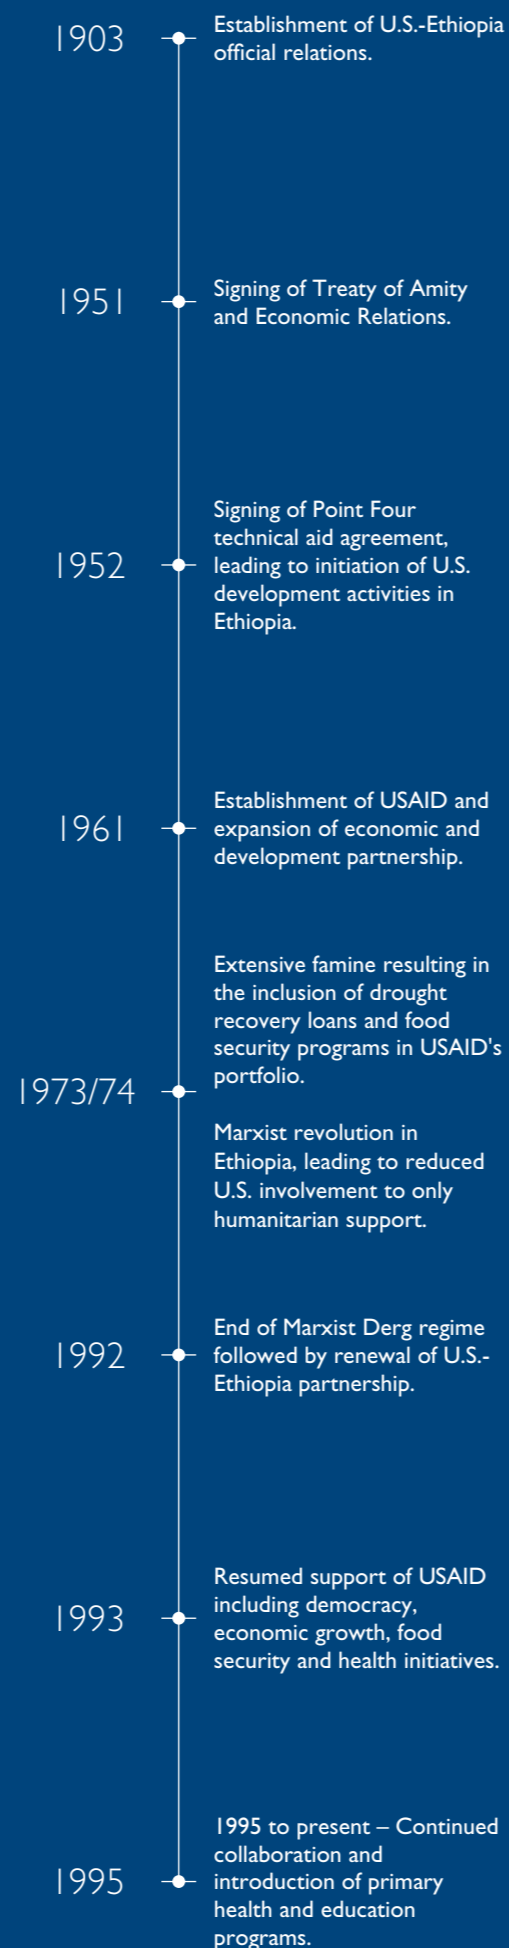 1903
Establishment of U.S.-Ethiopia
official relations.
1951
Signing of Treaty of Amity
and Economic Relations.
1952
Signing of Point Four
technical aid agreement,
leading to initiation of U.S.
development activities in
Ethiopia.
1961
Establishment of USAID and
expansion of economic and
development partnership.
1973/74
Extensive famine resulting in
the inclusion of drought
recovery loans and food
security programs in USAID's
portfolio.
Marxist revolution in
Ethiopia, leading to reduced
U.S. involvement to only
humanitarian support.
1992
End of Marxist Derg regime
followed by renewal of U.S.-
Ethiopia partnership.
1993
Resumed support of USAID
including democracy,
economic growth, food
security and health initiatives.
1995
1995 to present – Continued
collaboration and
introduction of primary
health and education
programs.